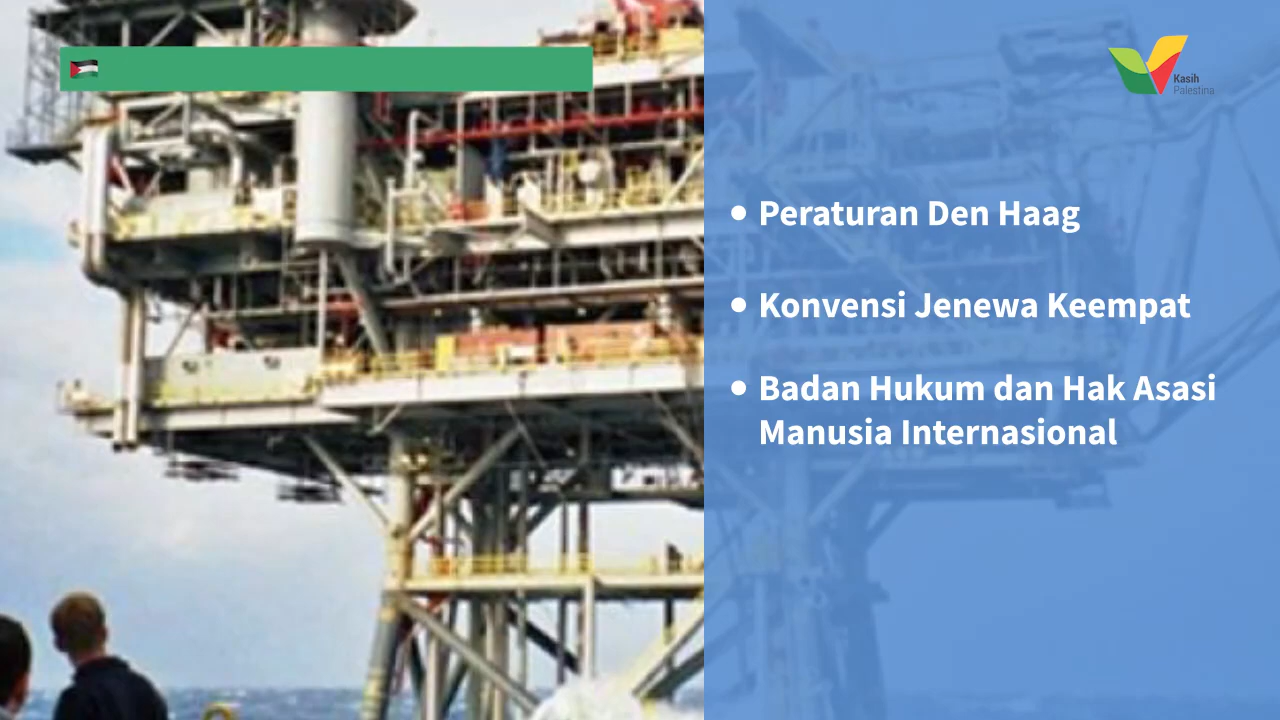 Kasih
Palestina
• Peraturan Den Haag
• Konvensi Jenewa Keempat
• Badan Hukum dan Hak Asasi
Manusia Internasional